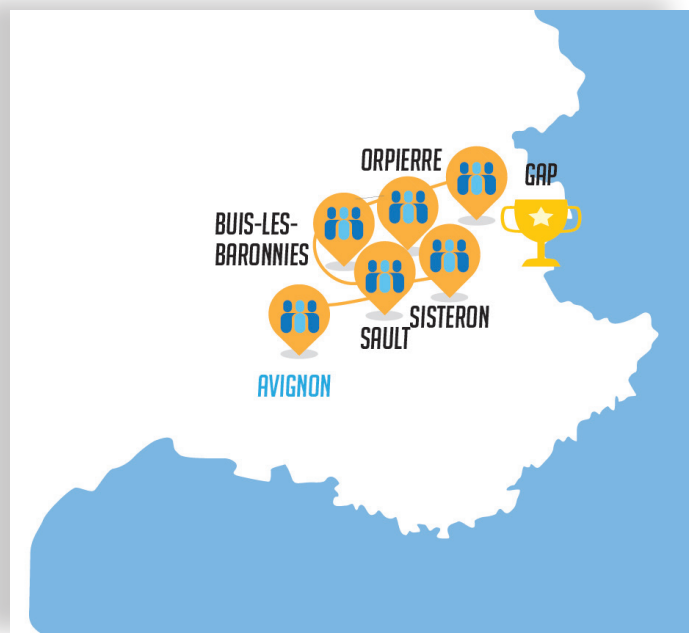 ORPIERRE
GAP
BUIS-LES-
BARONNIES
SISTERON
SAULT
AVIGNON